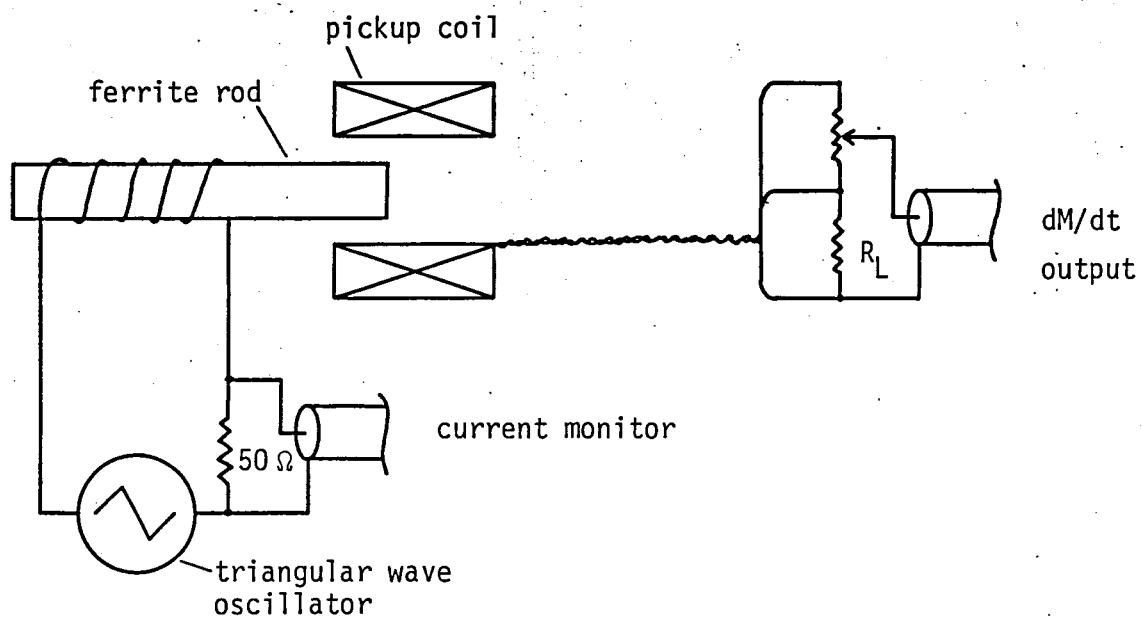 pickup coil
ferrite rod
dM/dt
output
R_L
current monitor
50 Ω
triangular wave
oscillator